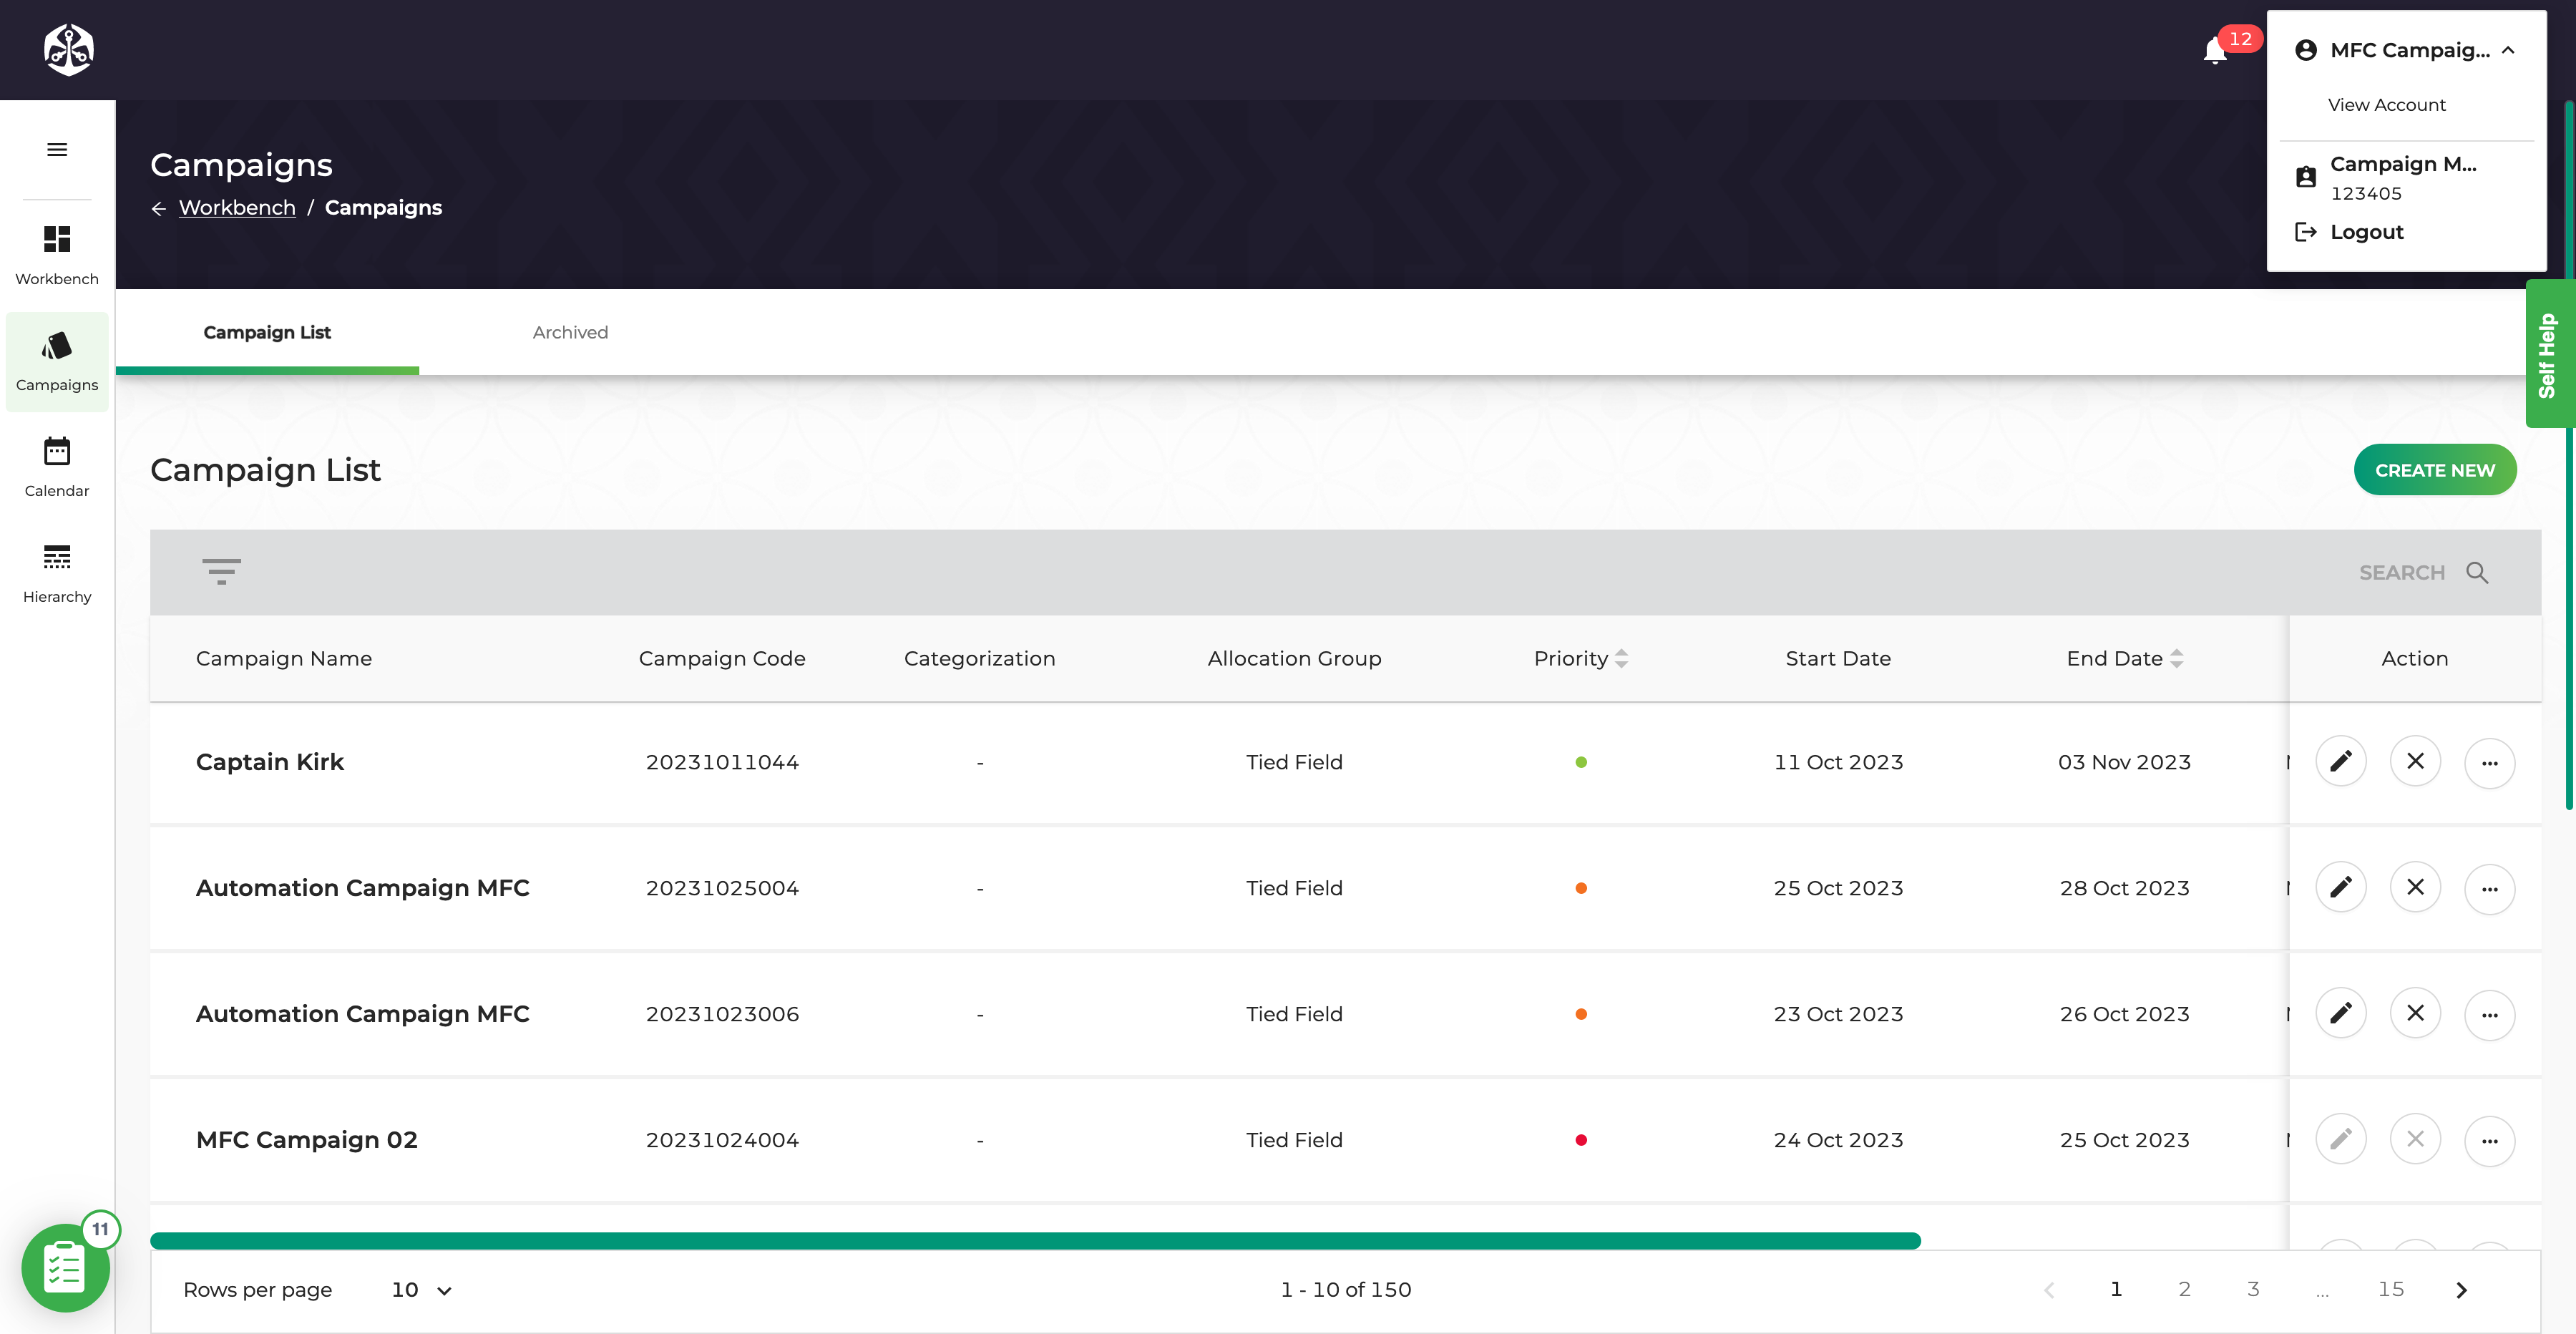 12
MFC Campaig...
View Account
Campaign M...
123405
Logout
Campaigns
Workbench / Campaigns
Workbench
Campaigns
Calendar
Hierarchy
Campaign List
Archived
Self Help
Campaign List
CREATE NEW
SEARCH
Campaign Name Campaign Code Categorization Allocation Group Priority Start Date End Date Action
Captain Kirk 20231011044 - Tied Field 11 Oct 2023 03 Nov 2023
Automation Campaign MFC 20231025004 - Tied Field 25 Oct 2023 28 Oct 2023
Automation Campaign MFC 20231023006 - Tied Field 23 Oct 2023 26 Oct 2023
MFC Campaign 02 20231024004 - Tied Field 24 Oct 2023 25 Oct 2023
11
Rows per page 10 1 - 10 of 150 1 2 3 ... 15